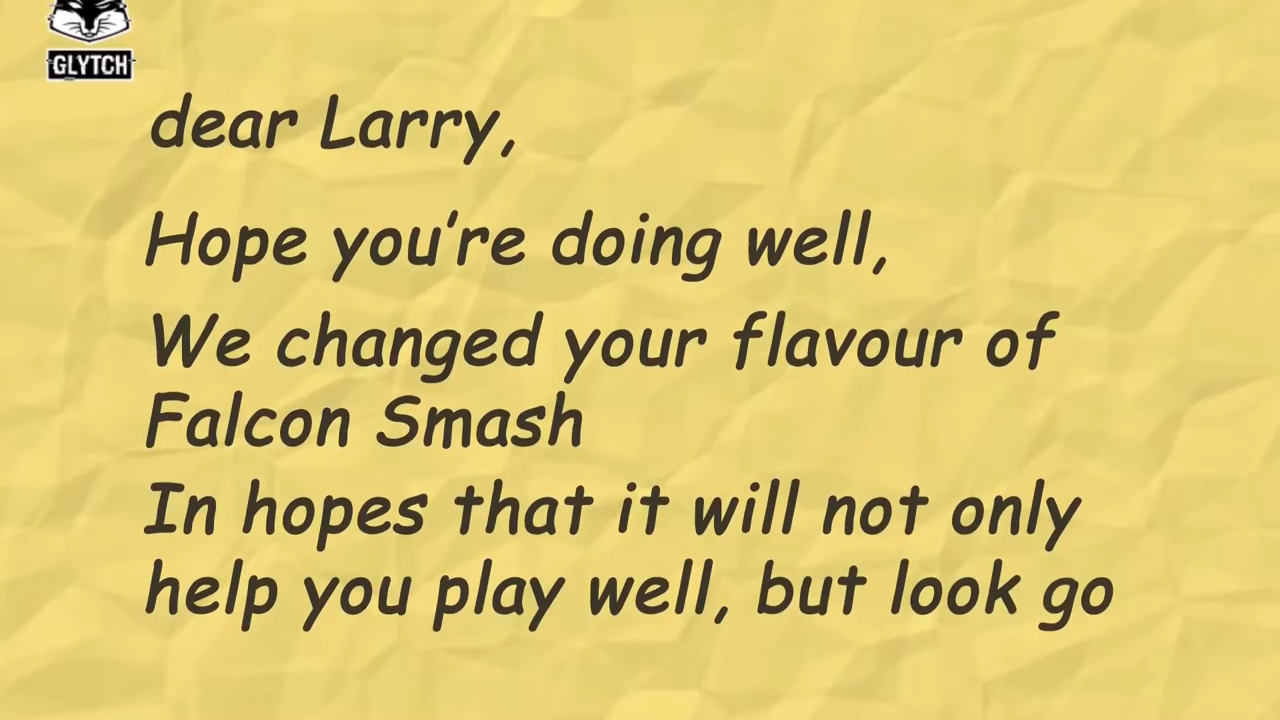 GLYTCH
dear Larry,
Hope you're doing well,
We changed your flavour of
Falcon Smash
In hopes that it will not only
help you play well, but look go